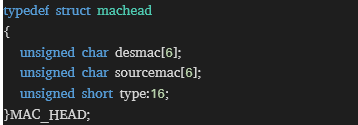 typedef struct machead
{
unsigned char desmac[6];
unsigned char sourcemac[6];
unsigned short type:16;
}MAC_HEAD;